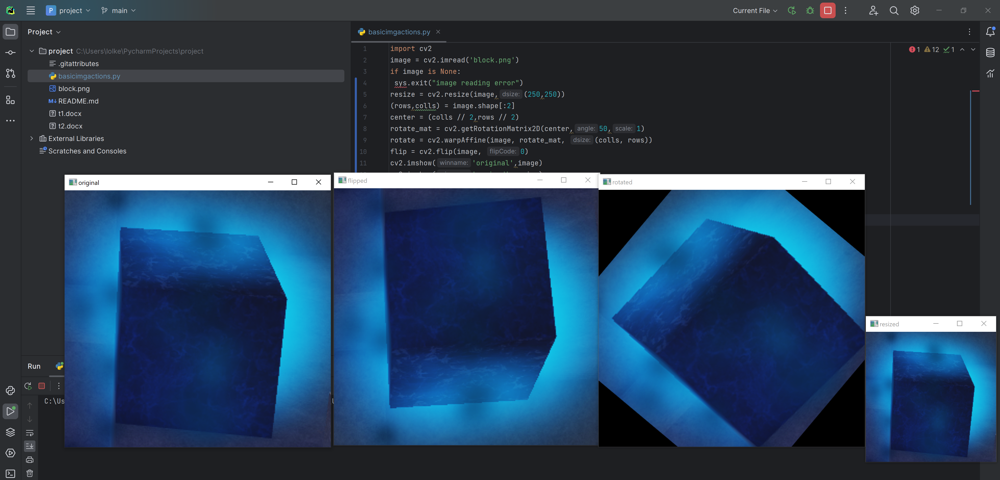 PC
P project main
Current File
Project
project C:\Users\lolke\PycharmProjects\project
.gitattributes
basicimgactions.py
block.png
M↓ README.md
? t1.docx
? t2.docx
External Libraries
Scratches and Consoles
basicimgactions.py
1 12 1
1 import cv2
2 image = cv2.imread('block.png')
3 if image is None:
4 sys.exit("image reading error")
5 resize = cv2.resize(image, dsize: (250,250))
6 (rows,colls) = image.shape[:2]
7 center = (colls // 2,rows // 2)
8 rotate_mat = cv2.getRotationMatrix2D(center, angle: 50, scale: 1)
9 rotate = cv2.warpAffine(image, rotate_mat, dsize: (colls, rows))
10 flip = cv2.flip(image, flipCode: 0)
11 cv2.imshow( winname: 'original',image)
original
flipped
rotated
resized
Run
C:\Us